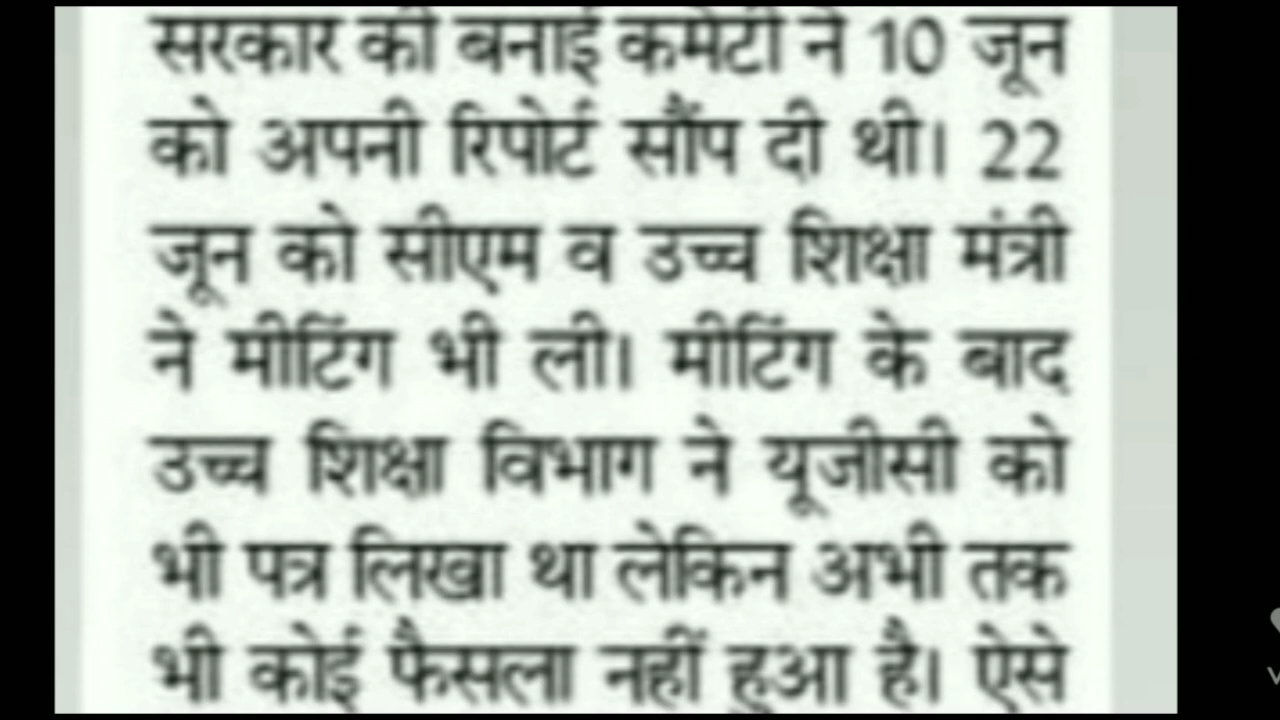 सरकार की बनाई कमेटी ने 10 जून
को अपनी रिपोर्ट सौंप दी थी। 22
जून को सीएम व उच्च शिक्षा मंत्री
ने मीटिंग भी ली। मीटिंग के बाद
उच्च शिक्षा विभाग ने यूजीसी को
भी पत्र लिखा था लेकिन अभी तक
भी कोई फैसला नहीं हुआ है। ऐसे